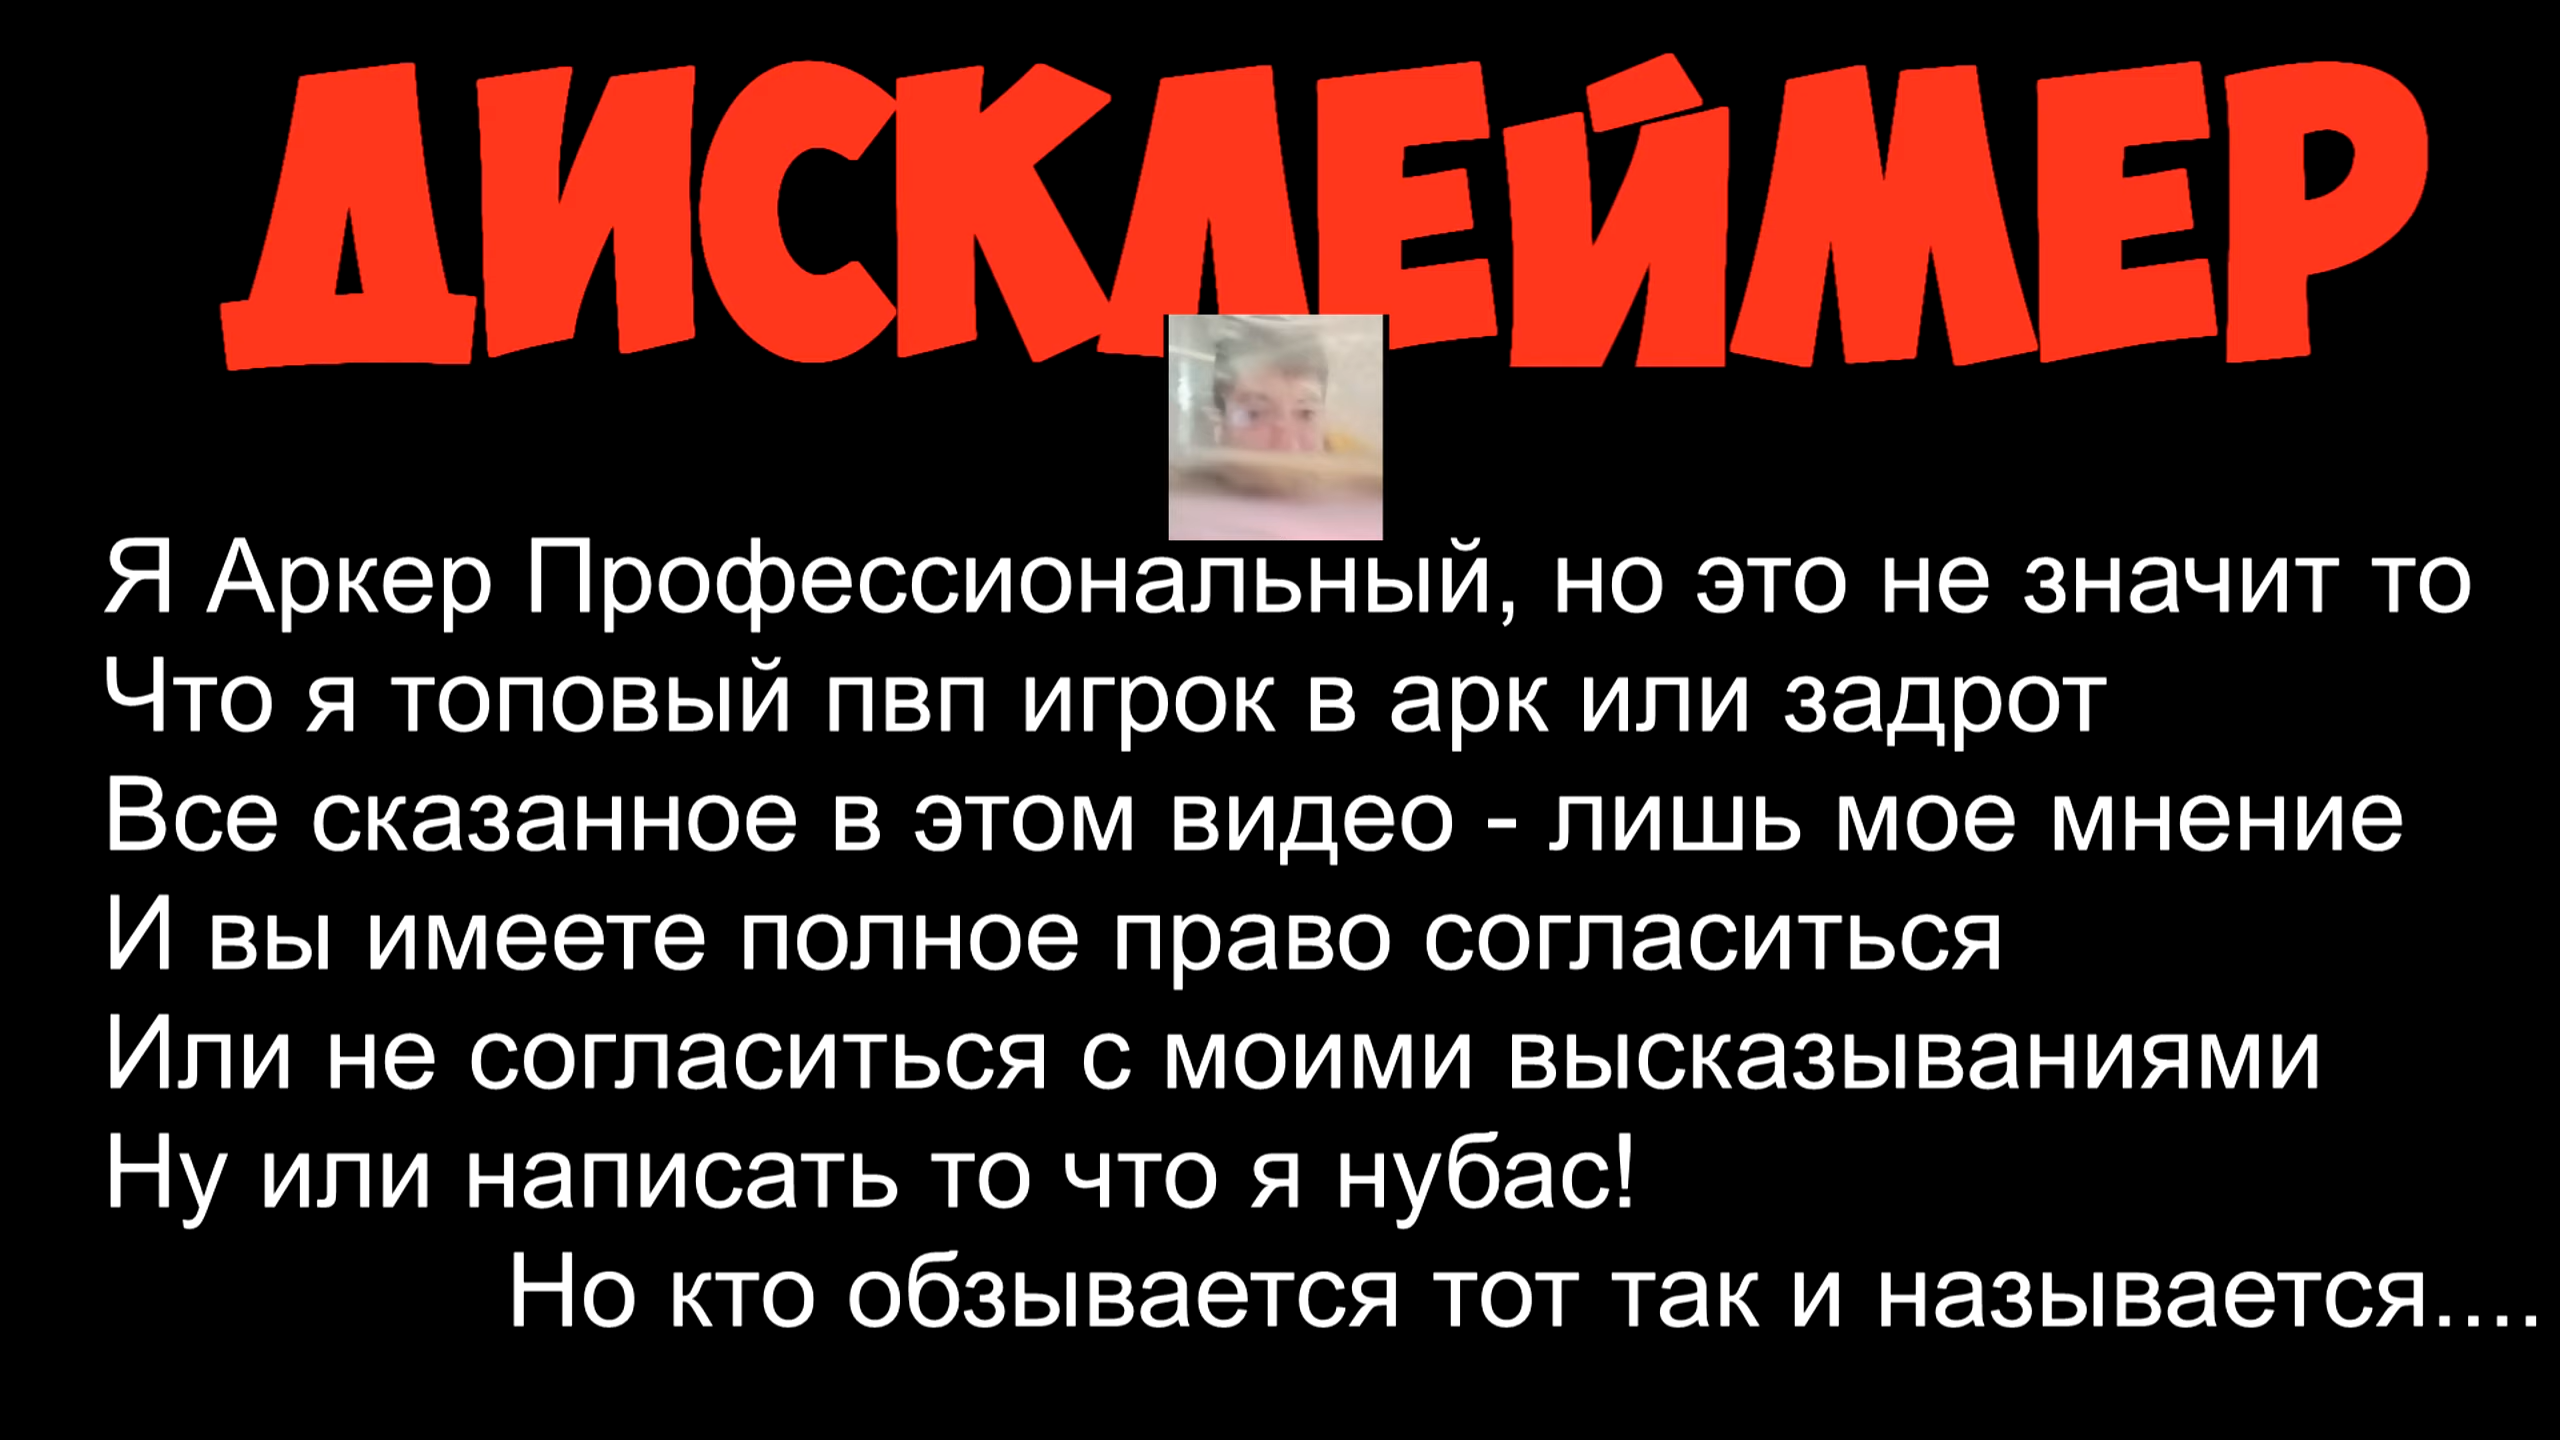 ДИСКЛЕЙМЕР
Я Аркер Профессиональный, но это не значит то
Что я топовый пвп игрок в арк или задрот
Все сказанное в этом видео - лишь мое мнение
И вы имеете полное право согласиться
Или не согласиться с моими высказываниями
Ну или написать то что я нубас!
Но кто обзывается тот так и называется....